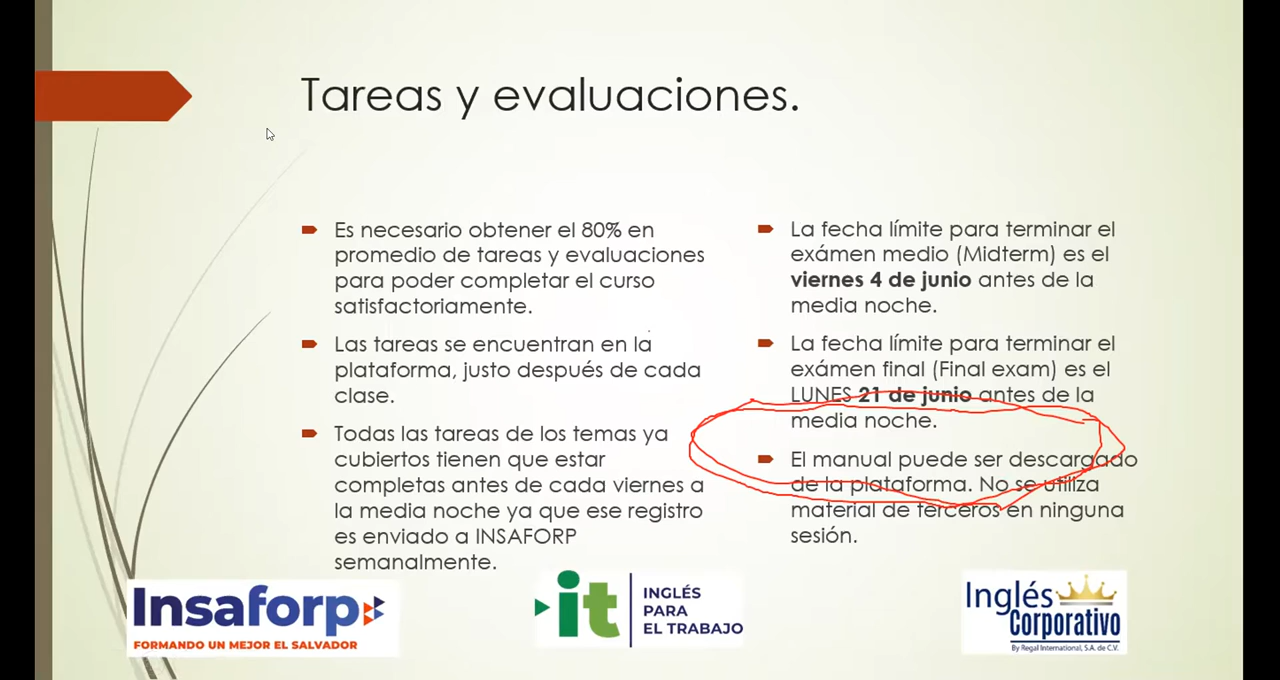 Tareas y evaluaciones.
Es necesario obtener el 80% en
promedio de tareas y evaluaciones
para poder completar el curso
satisfactoriamente.
Las tareas se encuentran en la
plataforma, justo después de cada
clase.
Todas las tareas de los temas ya
cubiertos tienen que estar
completas antes de cada viernes a
la media noche ya que ese registro
es enviado a INSAFORP
semanalmente.
La fecha límite para terminar el
exámen medio (Midterm) es el
viernes 4 de junio antes de la
media noche.
La fecha límite para terminar el
exámen final (Final exam) es el
LUNES 21 de junio antes de la
media noche.
El manual puede ser descargado
de la plataforma. No se utiliza
material de terceros en ninguna
sesión.
Insaforp
FORMANDO UN MEJOR EL SALVADOR
it
INGLÉS
PARA
EL TRABAJO
Inglés
Corporativo
By Regal International, S.A. de C.V.